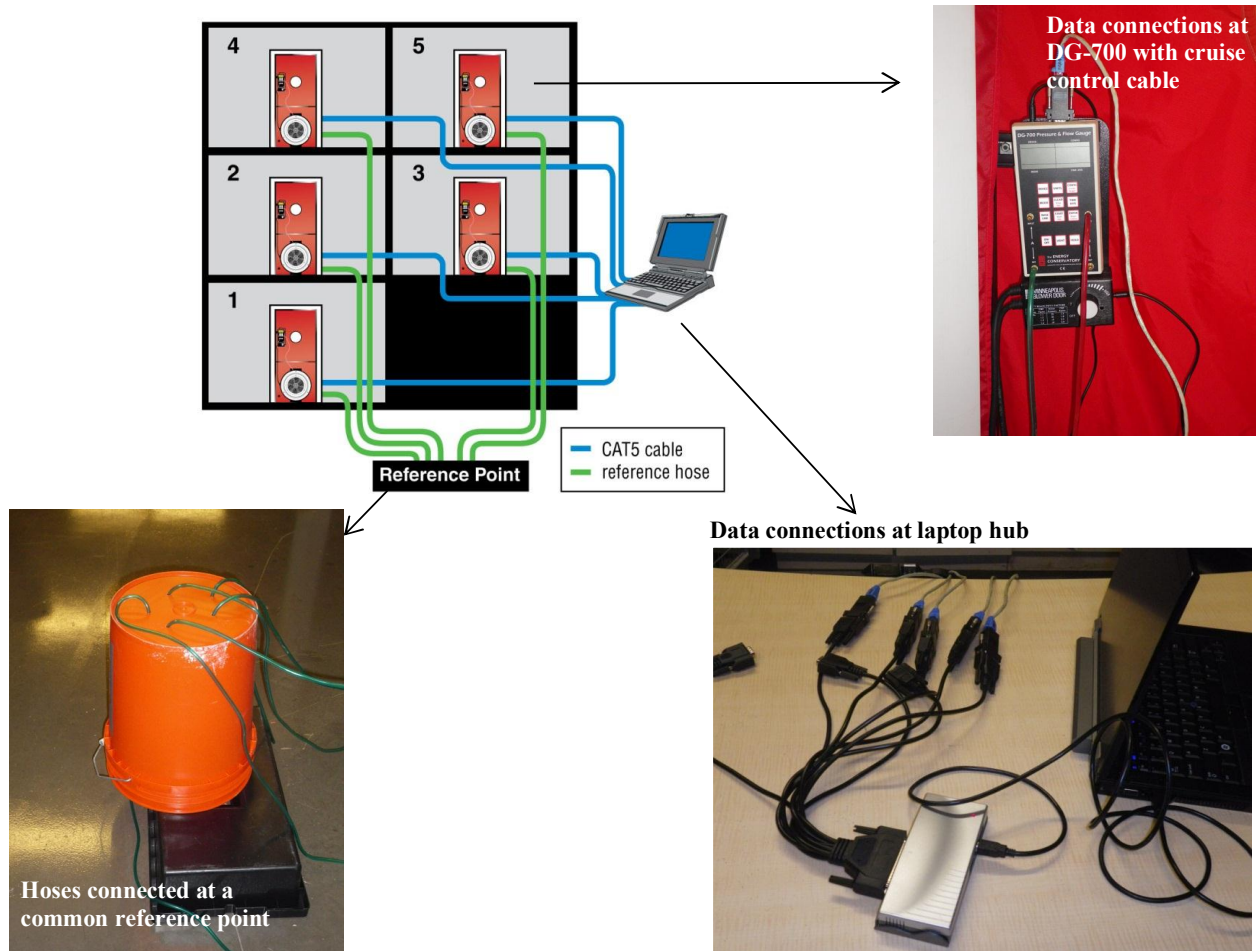 4
5
2
3
1
CAT5 cable
reference hose
Reference Point
Data connections at
DG-700 with cruise
control cable
DG-700 Pressure & Flow Gauge
ENERGY
CONSERVATORY
CE
MINNEAPOLIS
BLOWER DOOR
Data connections at laptop hub
Hoses connected at a
common reference point